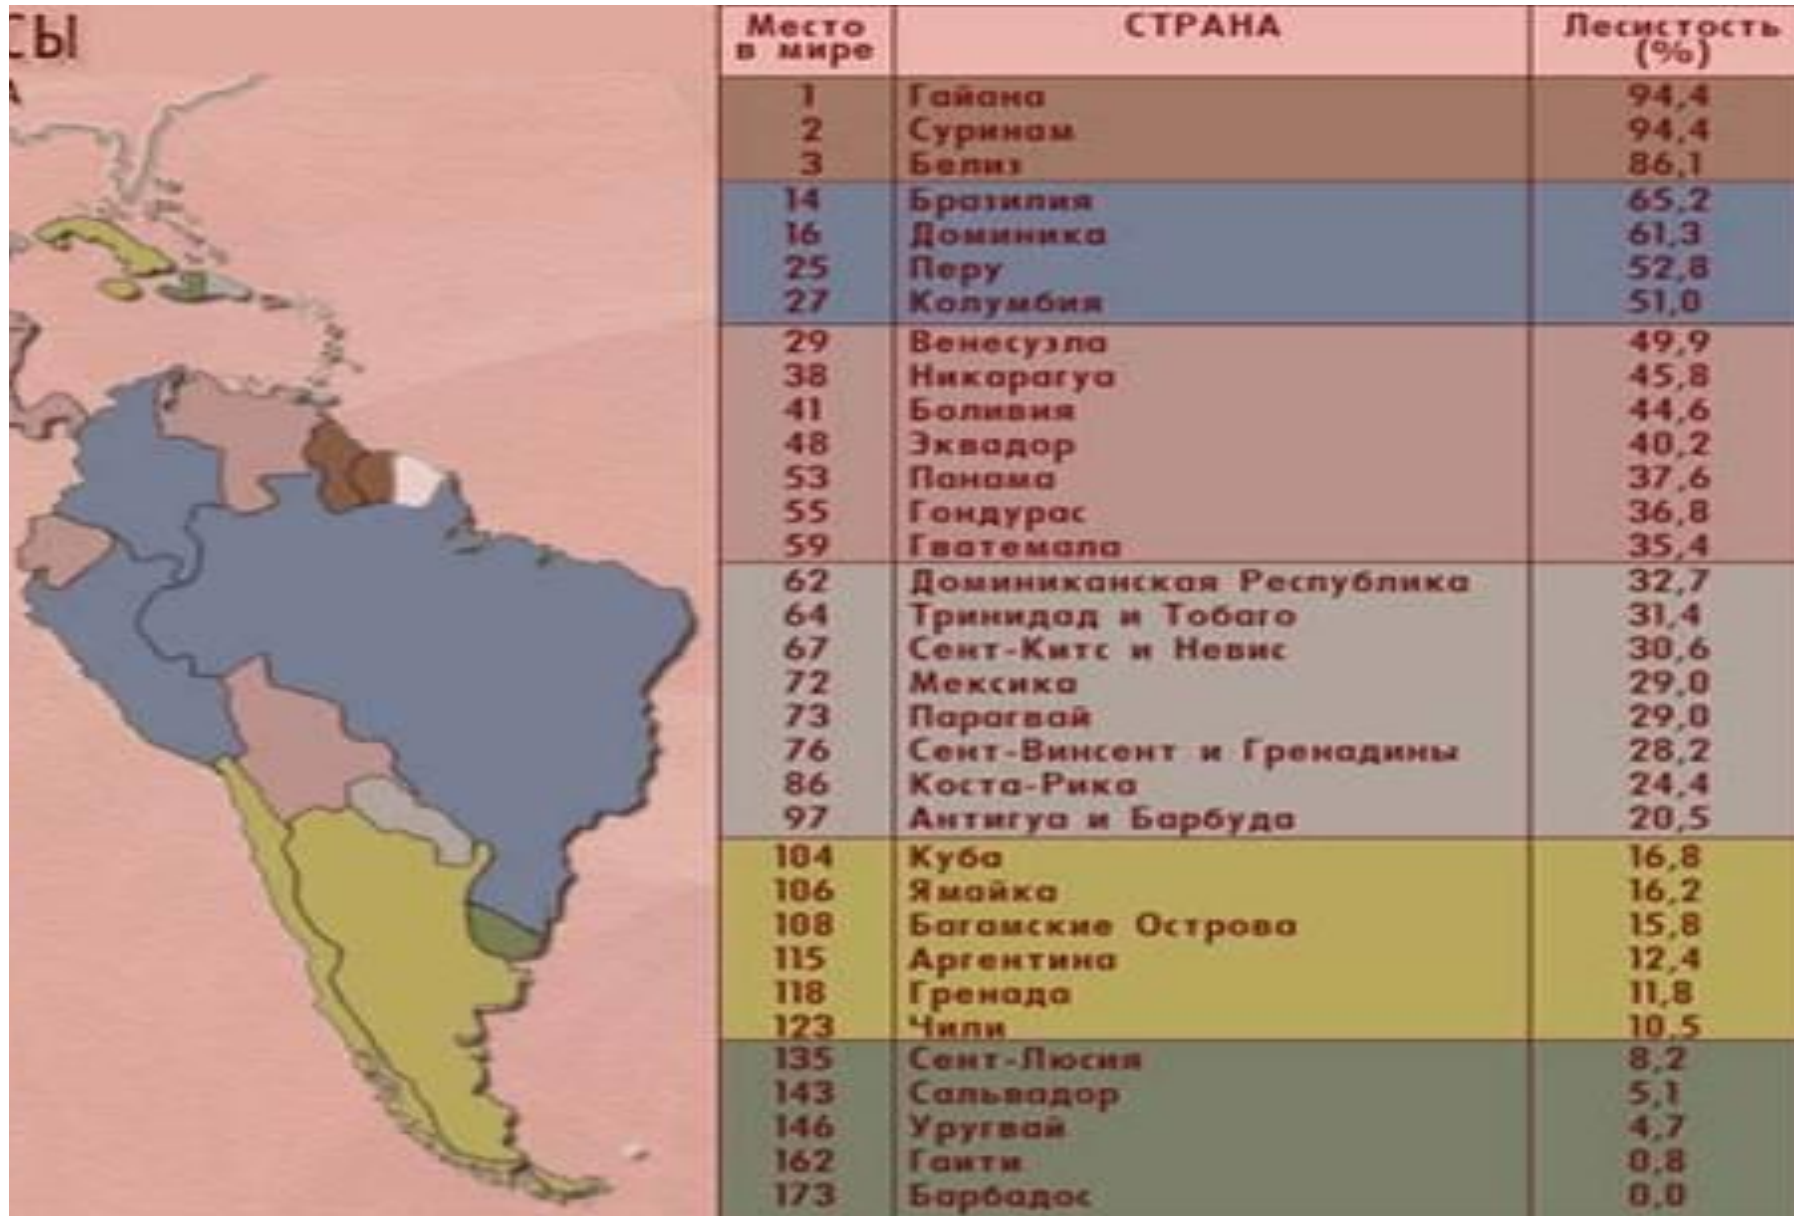 СЫ
А
Место в мире СТРАНА Лесистость (%)
1 Гайана 94,4
2 Суринам 94,4
3 Белиз 86,1
14 Бразилия 65,2
16 Доминика 61,3
25 Перу 52,8
27 Колумбия 51,0
29 Венесуэла 49,9
38 Никарагуа 45,8
41 Боливия 44,6
48 Эквадор 40,2
53 Панама 37,6
55 Гондурас 36,8
59 Гватемала 35,4
62 Доминиканская Республика 32,7
64 Тринидад и Тобаго 31,4
67 Сент-Китс и Невис 30,6
72 Мексика 29,0
73 Парагвай 29,0
76 Сент-Винсент и Гренадины 28,2
86 Коста-Рика 24,4
97 Антигуа и Барбуда 20,5
104 Куба 16,8
106 Ямайка 16,2
108 Багамские Острова 15,8
115 Аргентина 12,4
118 Гренада 11,8
123 Чили 10,5
135 Сент-Люсия 8,2
143 Сальвадор 5,1
146 Уругвай 4,7
162 Гаити 0,8
173 Барбадос 0,0